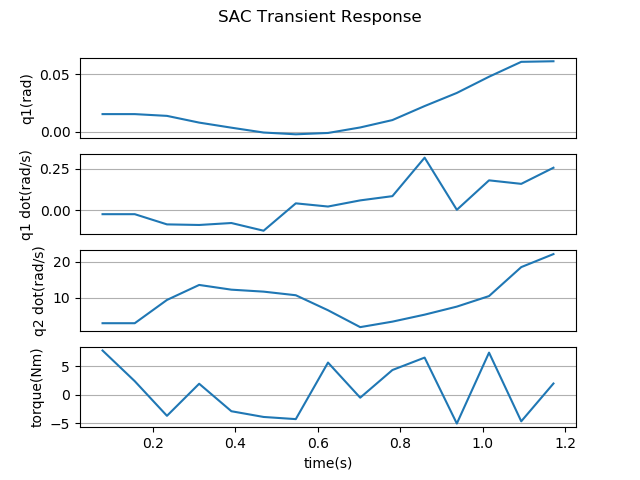 SAC Transient Response
q1(rad)
0.05
0.00
q1 dot(rad/s)
0.25
0.00
q2 dot(rad/s)
20
10
torque(Nm)
5
0
−5
0.2 0.4 0.6 0.8 1.0 1.2
time(s)